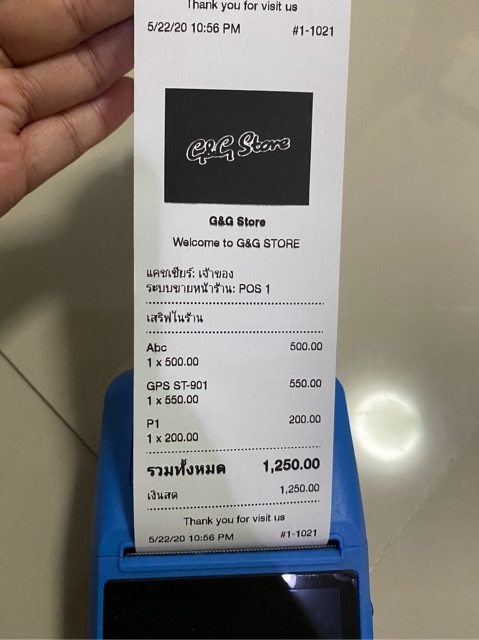 Thank you for visit us
5/22/20 10:56 PM #1-1021
G&G Store
G&G Store
Welcome to G&G STORE
แคชเชียร์: เจ้าของ
ระบบขายหน้าร้าน: POS 1
เสริฟในร้าน
Abc 500.00
1 x 500.00
GPS ST-901 550.00
1 x 550.00
P1 200.00
1 x 200.00
รวมทั้งหมด 1,250.00
เงินสด 1,250.00
Thank you for visit us
5/22/20 10:56 PM #1-1021